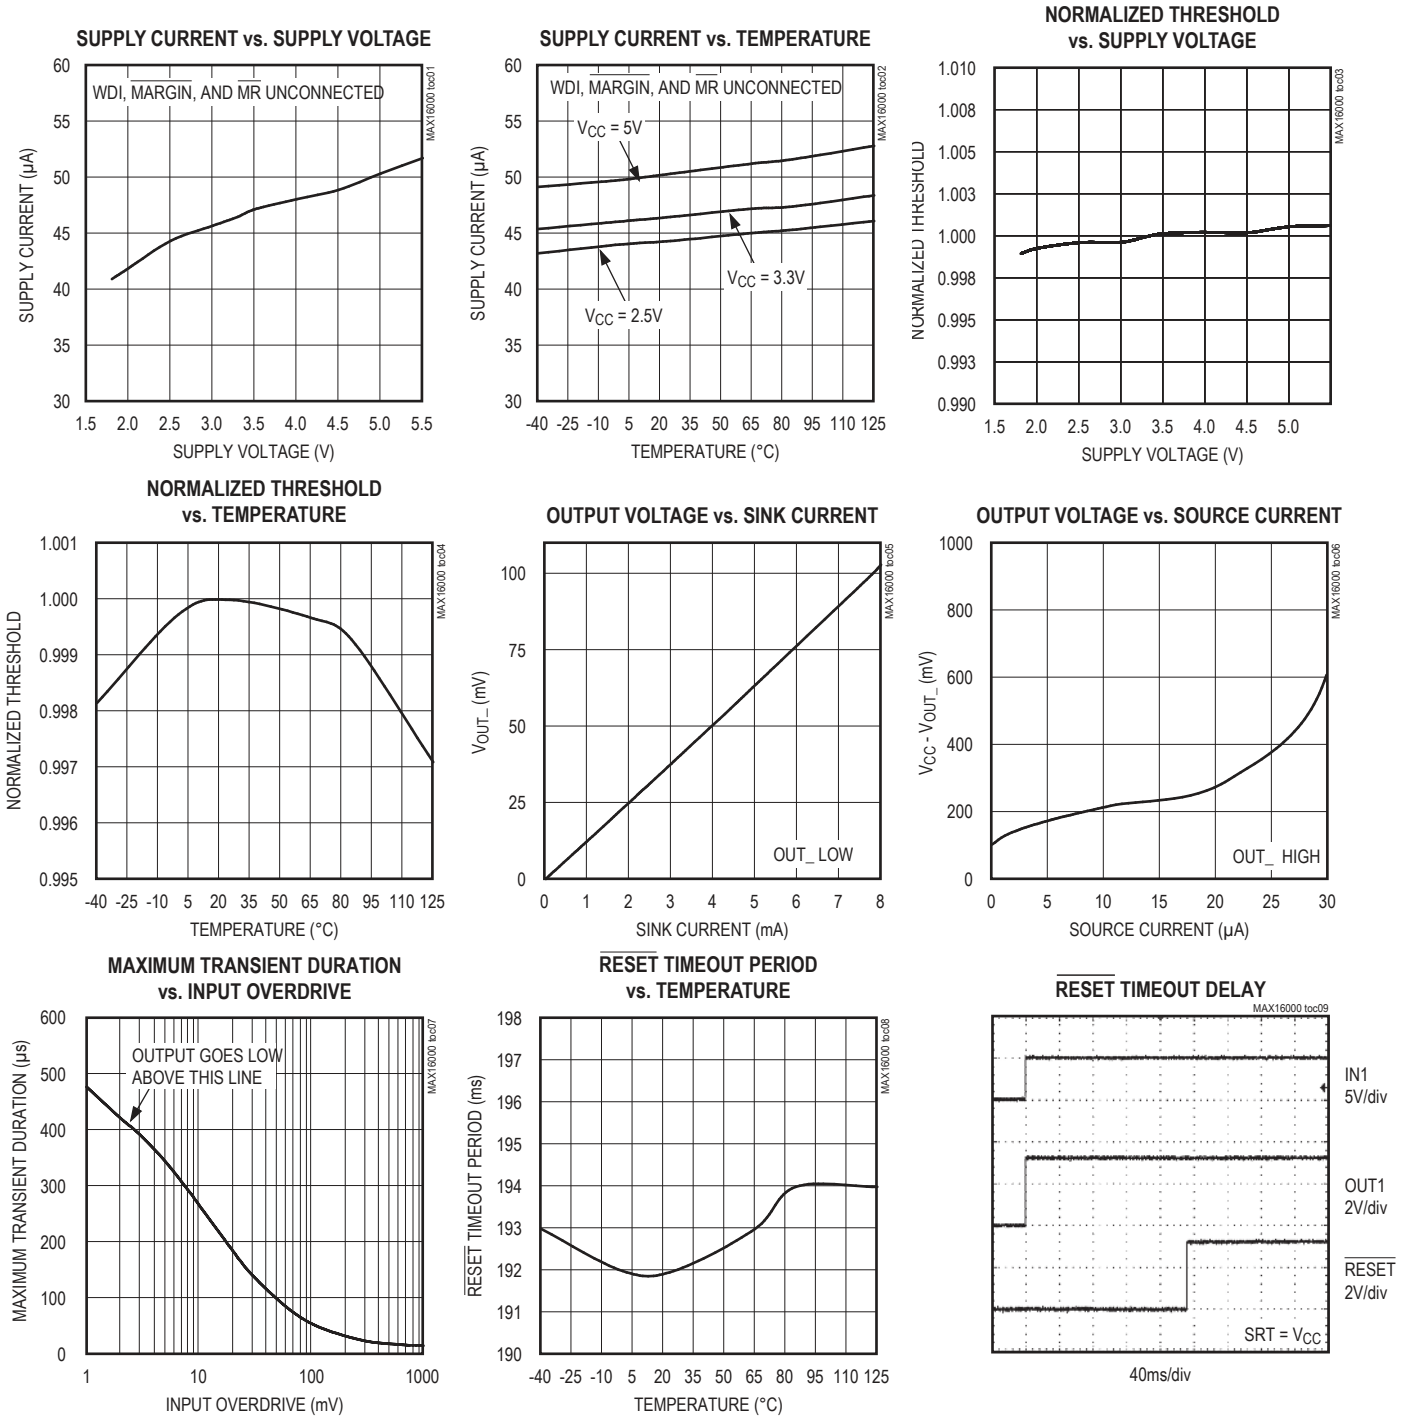 SUPPLY CURRENT vs. SUPPLY VOLTAGE
60
55
50
45
40
35
30
SUPPLY CURRENT (µA)
WDI, MARGIN, AND MR UNCONNECTED
MAX16000 toc01
1.5 2.0 2.5 3.0 3.5 4.0 4.5 5.0 5.5
SUPPLY VOLTAGE (V)
SUPPLY CURRENT vs. TEMPERATURE
60
55
50
45
40
35
30
SUPPLY CURRENT (µA)
WDI, MARGIN, AND MR UNCONNECTED
MAX16000 toc02
VCC = 5V
VCC = 3.3V
VCC = 2.5V
-40 -25 -10 5 20 35 50 65 80 95 110 125
TEMPERATURE (°C)
NORMALIZED THRESHOLD
vs. SUPPLY VOLTAGE
1.010
1.008
1.005
1.003
1.000
0.998
0.995
0.993
0.990
NORMALIZED THRESHOLD
MAX16000 toc03
1.5 2.0 2.5 3.0 3.5 4.0 4.5 5.0
SUPPLY VOLTAGE (V)
NORMALIZED THRESHOLD
vs. TEMPERATURE
1.001
1.000
0.999
0.998
0.997
0.996
0.995
NORMALIZED THRESHOLD
MAX16000 toc04
-40 -25 -10 5 20 35 50 65 80 95 110 125
TEMPERATURE (°C)
OUTPUT VOLTAGE vs. SINK CURRENT
100
75
50
25
0
VOUT_ (mV)
MAX16000 toc05
OUT_ LOW
0 1 2 3 4 5 6 7 8
SINK CURRENT (mA)
OUTPUT VOLTAGE vs. SOURCE CURRENT
1000
800
600
400
200
0
VCC - VOUT_ (mV)
MAX16000 toc06
OUT_ HIGH
0 5 10 15 20 25 30
SOURCE CURRENT (µA)
MAXIMUM TRANSIENT DURATION
vs. INPUT OVERDRIVE
600
500
400
300
200
100
0
MAXIMUM TRANSIENT DURATION (µs)
OUTPUT GOES LOW
ABOVE THIS LINE
MAX16000 toc07
1 10 100 1000
INPUT OVERDRIVE (mV)
RESET TIMEOUT PERIOD
vs. TEMPERATURE
198
197
196
195
194
193
192
191
190
RESET TIMEOUT PERIOD (ms)
MAX16000 toc08
-40 -25 -10 5 20 35 50 65 80 95 110 125
TEMPERATURE (°C)
RESET TIMEOUT DELAY
MAX16000 toc09
IN1
5V/div
OUT1
2V/div
RESET
2V/div
SRT = VCC
40ms/div